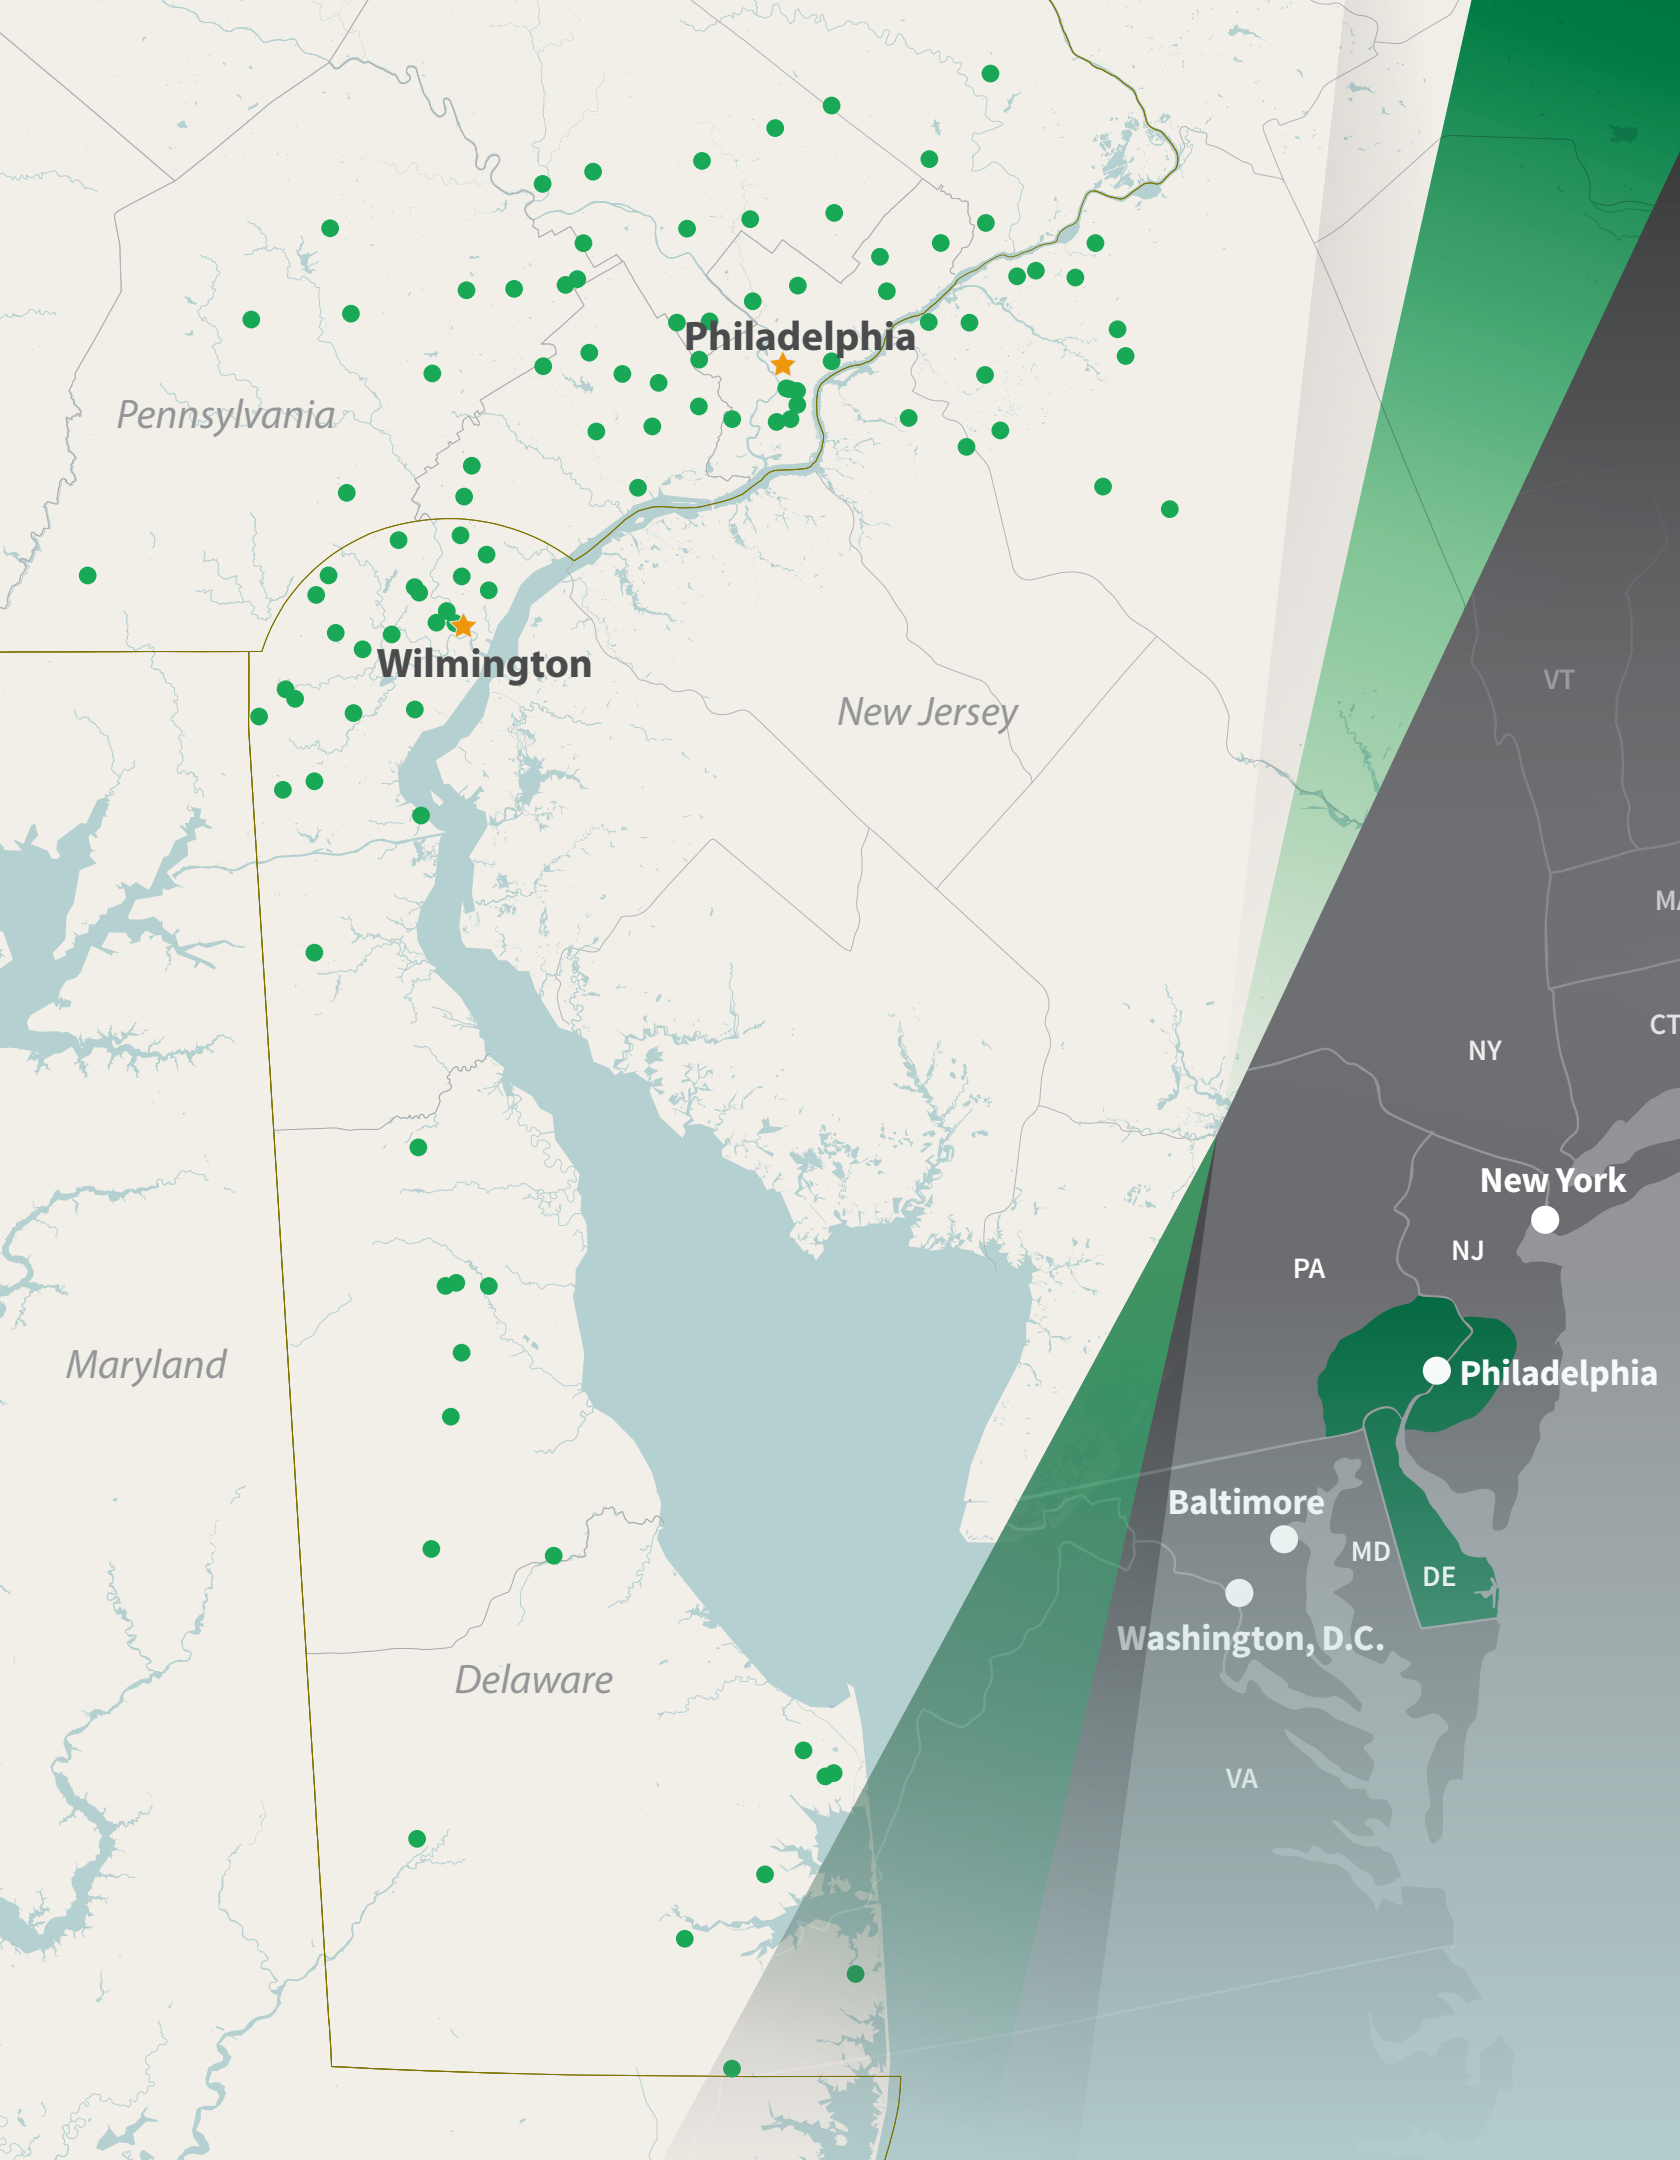 Philadelphia
Pennsylvania
Wilmington
New Jersey
VT
MA
CT
NY
New York
NJ
PA
Maryland
Philadelphia
Baltimore
MD
DE
Washington, D.C.
Delaware
VA